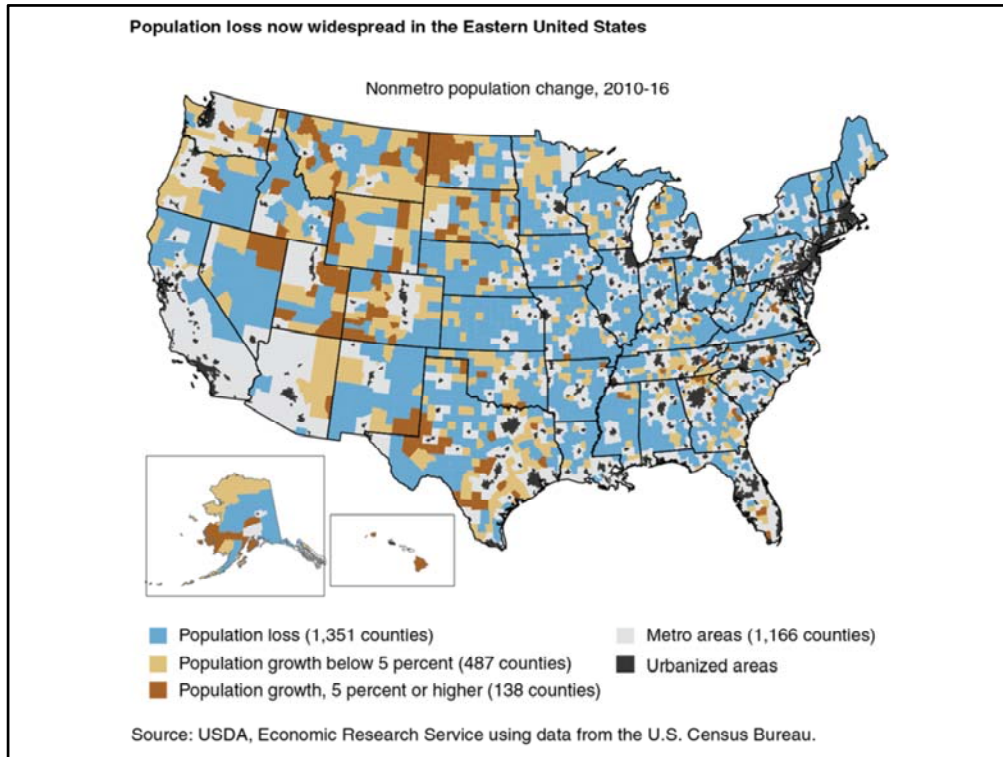 Population loss now widespread in the Eastern United States
Nonmetro population change, 2010-16
Population loss (1,351 counties)
Population growth below 5 percent (487 counties)
Population growth, 5 percent or higher (138 counties)
Metro areas (1,166 counties)
Urbanized areas
Source: USDA, Economic Research Service using data from the U.S. Census Bureau.